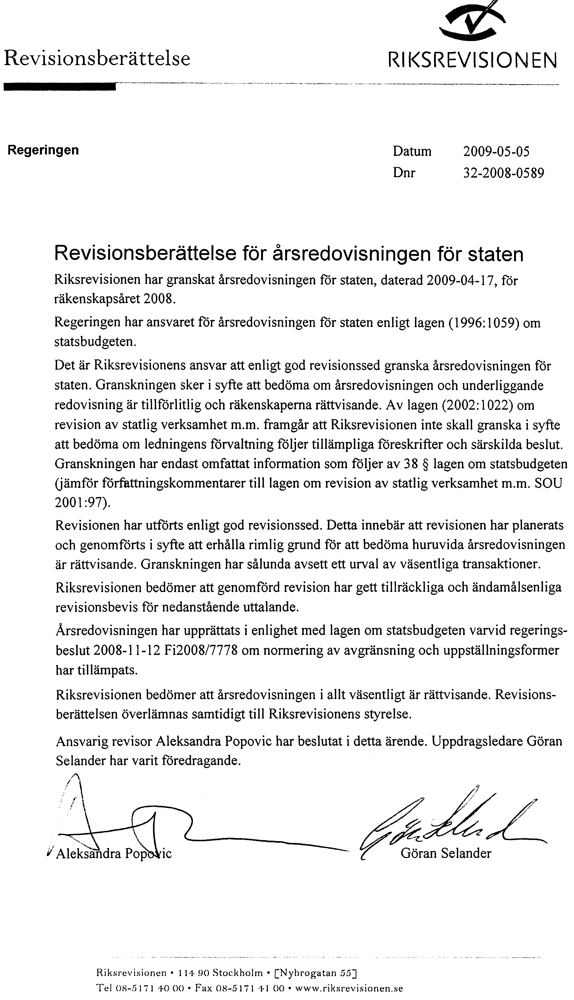 Revisionsberättelse
RIKSREVISIONEN
Regeringen
Datum 2009-05-05
Dnr 32-2008-0589
Revisionsberättelse för årsredovisningen för staten
Riksrevisionen har granskat årsredovisningen för staten, daterad 2009-04-17, för
räkenskapsåret 2008.
Regeringen har ansvaret för årsredovisningen för staten enligt lagen (1996:1059) om
statsbudgeten.
Det är Riksrevisionens ansvar att enligt god revisionssed granska årsredovisningen för
staten. Granskningen sker i syfte att bedöma om årsredovisningen och underliggande
redovisning är tillförlitlig och räkenskaperna rättvisande. Av lagen (2002:1022) om
revision av statlig verksamhet m.m. framgår att Riksrevisionen inte skall granska i syfte
att bedöma om ledningens förvaltning följer tillämpliga föreskrifter och särskilda beslut.
Granskningen har endast omfattat information som följer av 38 § lagen om statsbudgeten
(jämför författningskommentarer till lagen om revision av statlig verksamhet m.m. SOU
2001:97).
Revisionen har utförts enligt god revisionssed. Detta innebär att revisionen har planerats
och genomförts i syfte att erhålla rimlig grund för att bedöma huruvida årsredovisningen
är rättvisande. Granskningen har sålunda avsett ett urval av väsentliga transaktioner.
Riksrevisionen bedömer att genomförd revision har gett tillräckliga och ändamålsenliga
revisionsbevis för nedanstående uttalande.
Årsredovisningen har upprättats i enlighet med lagen om statsbudgeten varvid regerings-
beslut 2008-11-12 Fi2008/7778 om normering av avgränsning och uppställningsformer
har tillämpats.
Riksrevisionen bedömer att årsredovisningen i allt väsentligt är rättvisande. Revisions-
berättelsen överlämnas samtidigt till Riksrevisionens styrelse.
Ansvarig revisor Aleksandra Popovic har beslutat i detta ärende. Uppdragsledare Göran
Selander har varit föredragande.
Göran Selander
Aleksandra Popovic Göran Selander
Riksrevisionen • 114 90 Stockholm • [Nybrogatan 55]
Tel 08-5171 40 00 • Fax 08-5171 41 00 • www.riksrevisionen.se